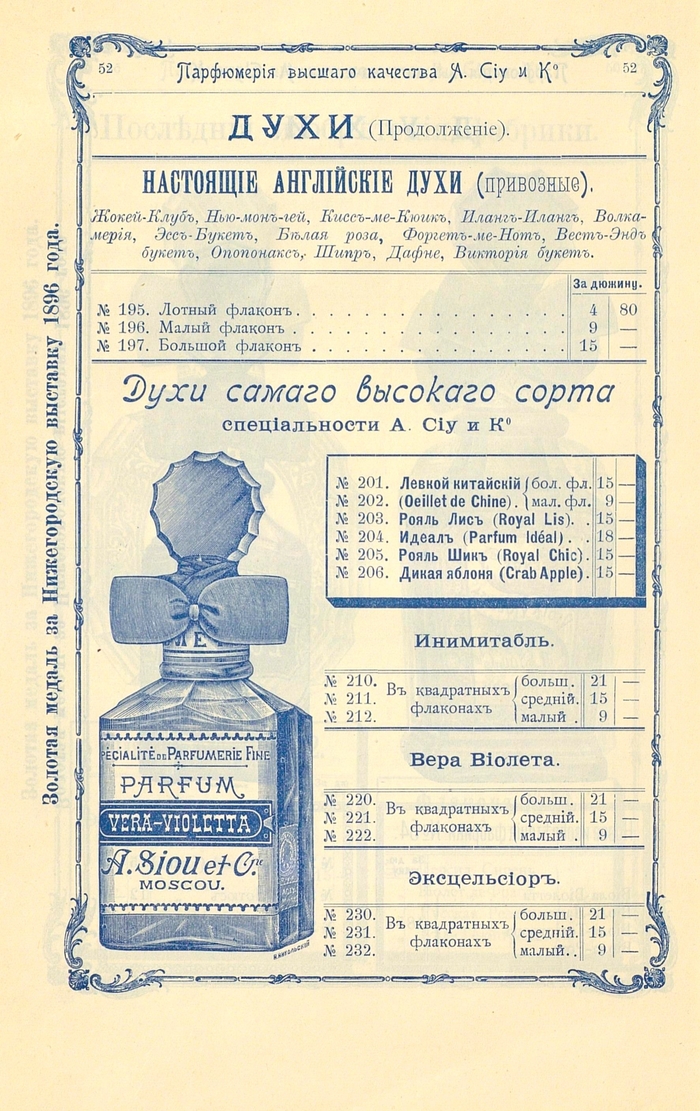 52 Парфюмерія высшаго качества А. Сіу и К° 52
ДУХИ (Продолженіе).
НАСТОЯЩІЕ АНГЛІЙСКІЕ ДУХИ (привозные).
Жокей-Клубъ, Нью-монъ-гей, Киссъ-ме-Кюикъ, Илангъ-Илангъ, Волка-
мерія, Эссъ-Букетъ, Бѣлая роза, Форгетъ-ме-Нотъ, Вестъ-Эндъ
букетъ, Опопонаксъ, Шипръ, Дафне, Викторія букетъ.
За дюжину.
№ 195. Лотный флаконъ . . . . . . . . . . . . . . . 4 80
№ 196. Малый флаконъ . . . . . . . . . . . . . . . 9 —
№ 197. Большой флаконъ . . . . . . . . . . . . . . 15 —
Духи самаго высокаго сорта
спеціальности А. Сіу и К°
№ 201. Левкой китайскій бол. фл. 15 —
№ 202. (Oeillet de Chine). мал. фл. 9 —
№ 203. Рояль Лисъ (Royal Lis). . 15 —
№ 204. Идеалъ (Parfum Idéal) . . 18 —
№ 205. Рояль Шикъ (Royal Chic). 15 —
№ 206. Дикая яблоня (Crab Apple). 15 —
Инимитабль.
№ 210. больш. 21 —
№ 211. Въ квадратныхъ флаконахъ средній. 15 —
№ 212. малый . 9 —
Вера Віолета.
№ 220. больш. 21 —
№ 221. Въ квадратныхъ флаконахъ средній. 15 —
№ 222. малый . 9 —
Эксцельсіоръ.
№ 230. больш. 21 —
№ 231. Въ квадратныхъ флаконахъ средній. 15 —
№ 232. малый. . 9 —
PÉCIALITÉ DE PARFUMERIE FINE
PARFUM
VERA-VIOLETTA
A. Siou et Cie
MOSCOU.
Золотая медаль за Нижегородскую выставку 1896 года.